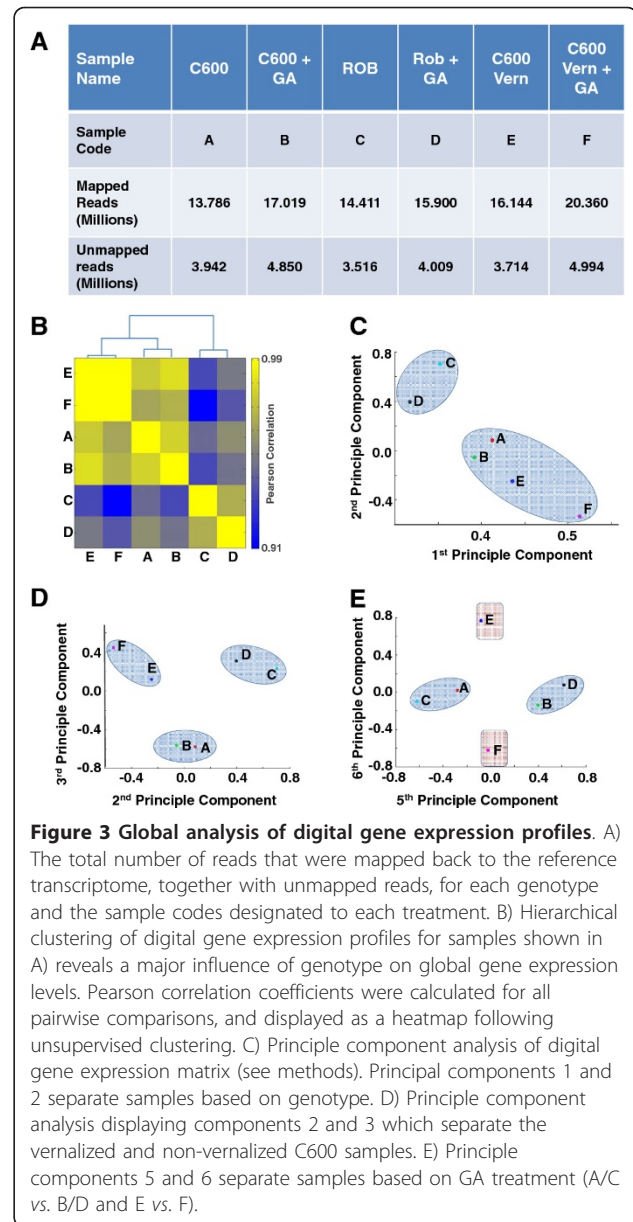 A
Sample Name C600 C600 + GA ROB Rob + GA C600 Vern C600 Vern + GA
Sample Code A B C D E F
Mapped Reads (Millions) 13.786 17.019 14.411 15.900 16.144 20.360
Unmapped reads (Millions) 3.942 4.850 3.516 4.009 3.714 4.994
B
E
F
A
B
C
D
E F A B C D
0.99
Pearson Correlation
0.91
C
2nd Principle Component
0.8
0.4
0.0
-0.4
C
D
A
B
E
F
0.4 0.5
1st Principle Component
D
3rd Principle Component
0.8
0.4
0.0
-0.4
-0.8
F
E
D
C
B A
-0.4 0.0 0.4 0.8
2nd Principle Component
E
6th Principle Component
0.8
0.4
0.0
-0.4
-0.8
E
C A
D
B
F
-0.8 -0.4 0.0 0.4 0.8
5th Principle Component
Figure 3 Global analysis of digital gene expression profiles. A)
The total number of reads that were mapped back to the reference
transcriptome, together with unmapped reads, for each genotype
and the sample codes designated to each treatment. B) Hierarchical
clustering of digital gene expression profiles for samples shown in
A) reveals a major influence of genotype on global gene expression
levels. Pearson correlation coefficients were calculated for all
pairwise comparisons, and displayed as a heatmap following
unsupervised clustering. C) Principle component analysis of digital
gene expression matrix (see methods). Principal components 1 and
2 separate samples based on genotype. D) Principle component
analysis displaying components 2 and 3 which separate the
vernalized and non-vernalized C600 samples. E) Principle
components 5 and 6 separate samples based on GA treatment (A/C
vs. B/D and E vs. F).